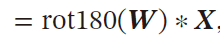 = rot180(W) * X,